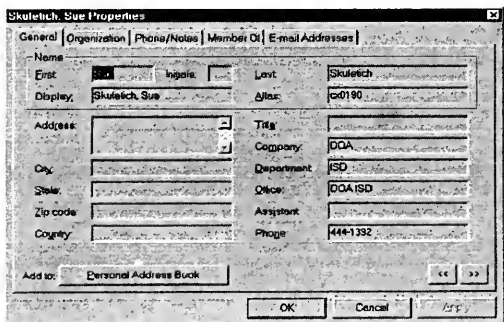 Skuletich, Sue Properties
General Organization Phone/Notes Member Of E-mail Addresses
Name
First: Sue Initials: Last: Skuletich
Display: Skuletich, Sue Alias: cx0190
Address: Title:
Company: DOA
City: Department: ISD
State: Office: DOA ISD
Zip code: Assistant:
Country: Phone: 444-1392
Add to: Personal Address Book << >>
OK Cancel Apply